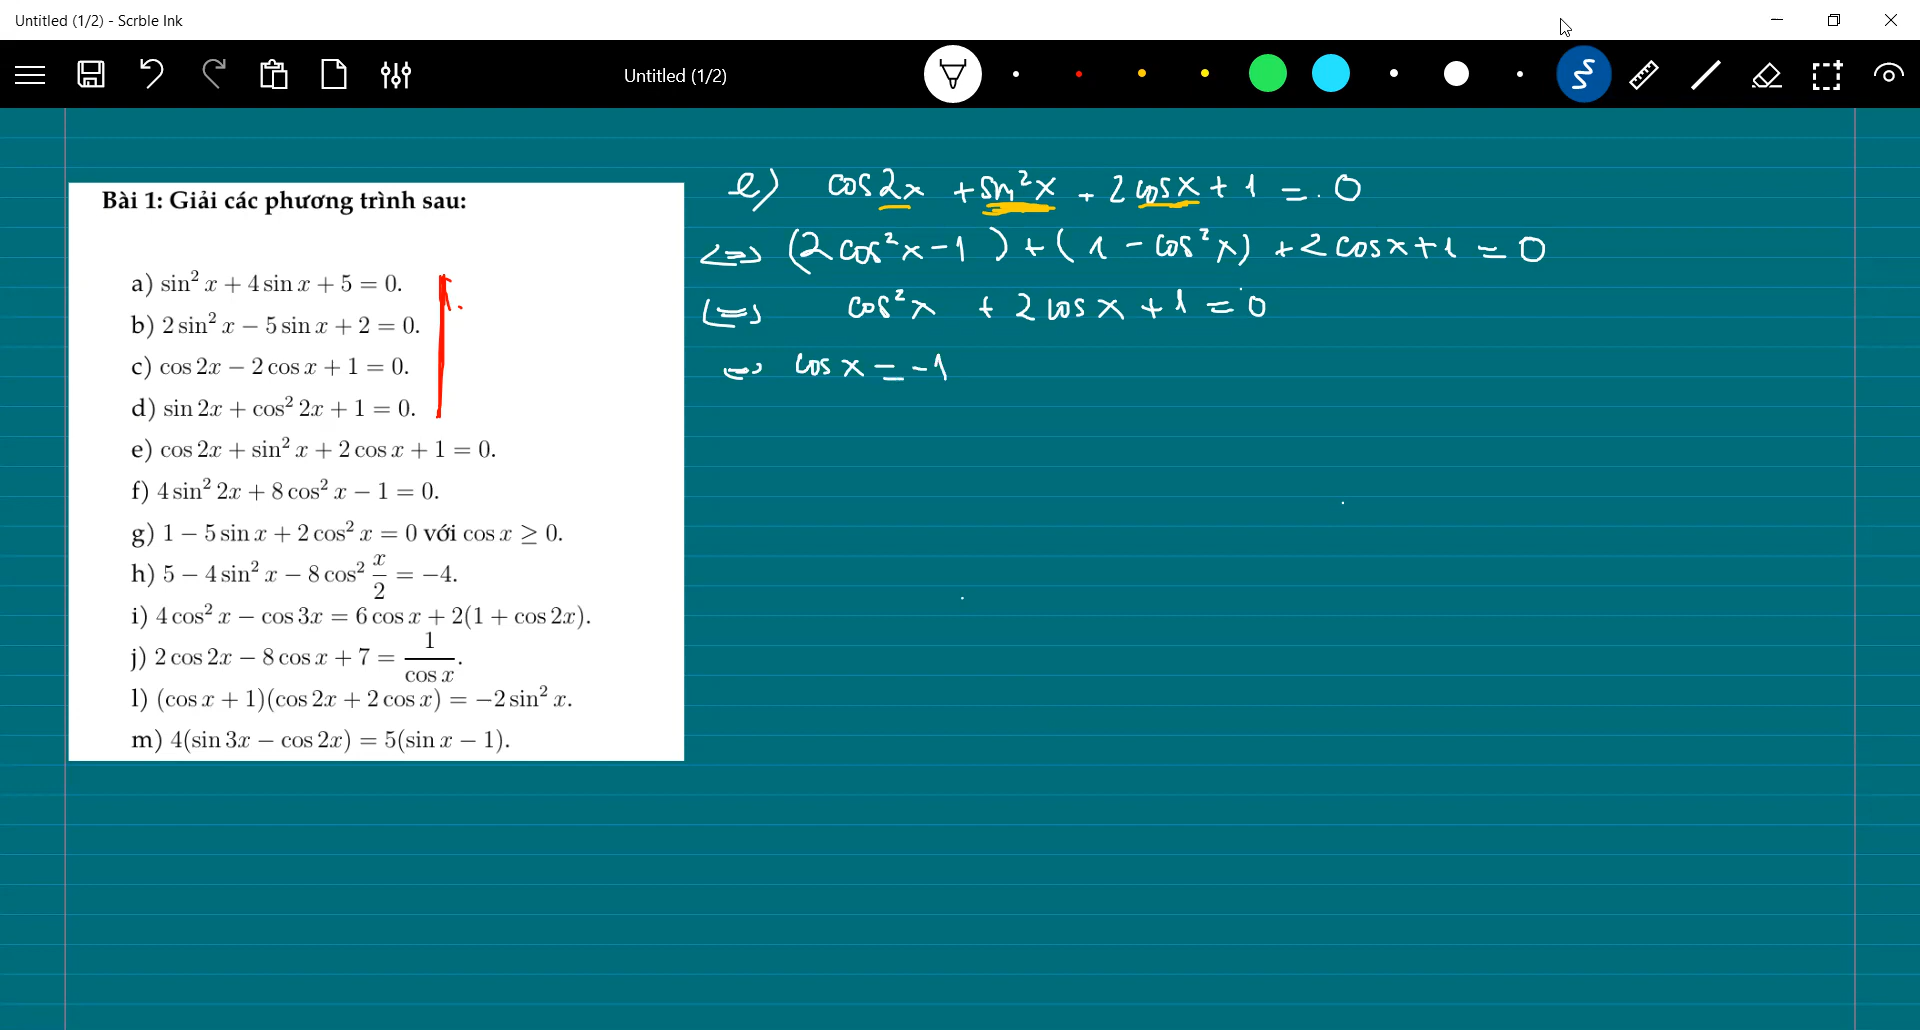 Untitled (1/2) - Scrble Ink
Untitled (1/2)
Bài 1: Giải các phương trình sau:
a) sin² x + 4 sin x + 5 = 0.
b) 2 sin² x − 5 sin x + 2 = 0.
c) cos 2x − 2 cos x + 1 = 0.
d) sin 2x + cos² 2x + 1 = 0.
e) cos 2x + sin² x + 2 cos x + 1 = 0.
f) 4 sin² 2x + 8 cos² x − 1 = 0.
g) 1 − 5 sin x + 2 cos² x = 0 với cos x ≥ 0.
h) 5 − 4 sin² x − 8 cos² x/2 = −4.
i) 4 cos² x − cos 3x = 6 cos x + 2(1 + cos 2x).
j) 2 cos 2x − 8 cos x + 7 = 1/cos x.
l) (cos x + 1)(cos 2x + 2 cos x) = −2 sin² x.
m) 4(sin 3x − cos 2x) = 5(sin x − 1).
e) cos 2x + sin² x + 2 cos x + 1 = 0
<=> (2 cos² x − 1) + (1 − cos² x) + 2 cos x + 1 = 0
<=> cos² x + 2 cos x + 1 = 0
<=> cos x = −1